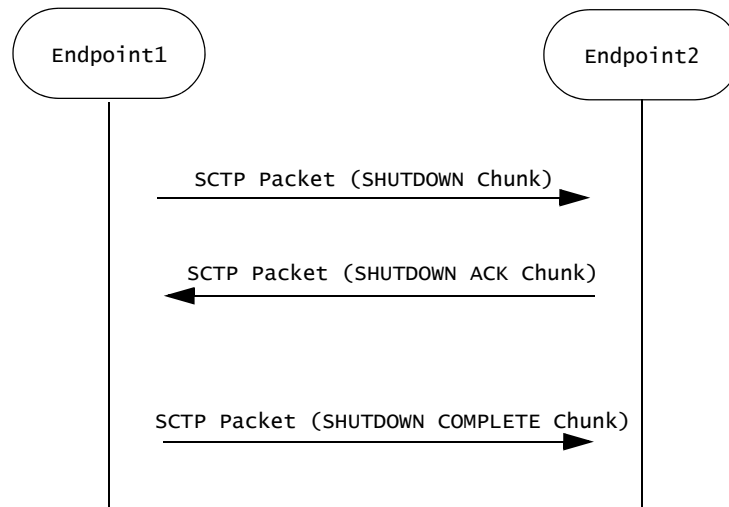 Endpoint1
Endpoint2
SCTP Packet (SHUTDOWN Chunk)
SCTP Packet (SHUTDOWN ACK Chunk)
SCTP Packet (SHUTDOWN COMPLETE Chunk)